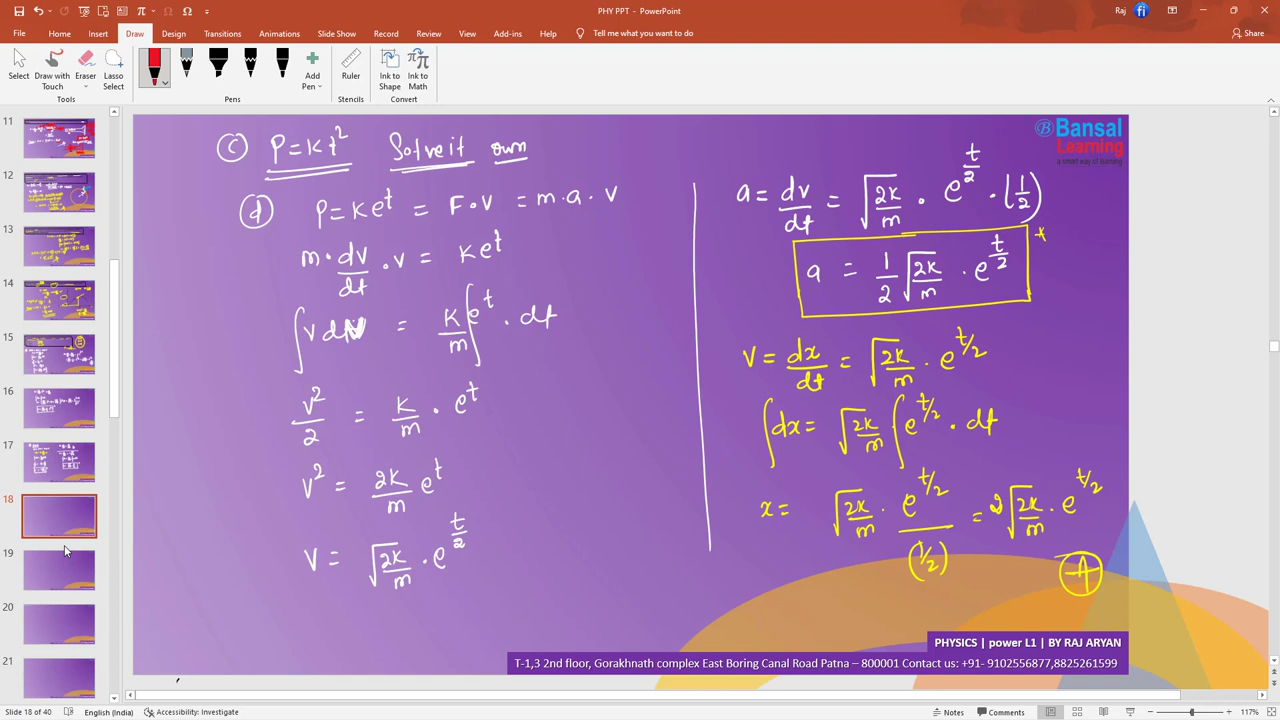 PHY PPT - PowerPoint
Raj
fi
File Home Insert Draw Design Transitions Animations Slide Show Record Review View Add-ins Help Tell me what you want to do
Share
Select
Draw with Touch
Eraser
Lasso Select
Add Pen
Ruler
Ink to Shape
Ink to Math
Tools
Pens
Stencils
Convert
11
12
13
14
15
16
17
18
19
20
21
Bansal
Learning
a smart way of learning
(c) P=Kt² Solve it own
(d) P=Ke^t = F·v = m·a·v
m·dv/dt·v = Ke^t
∫v dv = K/m ∫e^t·dt
v²/2 = K/m · e^t
v² = 2K/m e^t
v = √(2K/m)·e^(t/2)
a = dv/dt = √(2K/m) · e^(t/2) · (1/2)
a = 1/2 √(2K/m) · e^(t/2) *
v = dx/dt = √(2K/m) · e^(t/2)
∫dx = √(2K/m) ∫e^(t/2) · dt
x = √(2K/m) · e^(t/2)/(1/2) = 2√(2K/m) · e^(t/2)
PHYSICS | power L1 | BY RAJ ARYAN
T-1,3 2nd floor, Gorakhnath complex East Boring Canal Road Patna – 800001 Contact us: +91- 9102556877,8825261599
Slide 18 of 40 English (India) Accessibility: Investigate
Notes Comments 117%